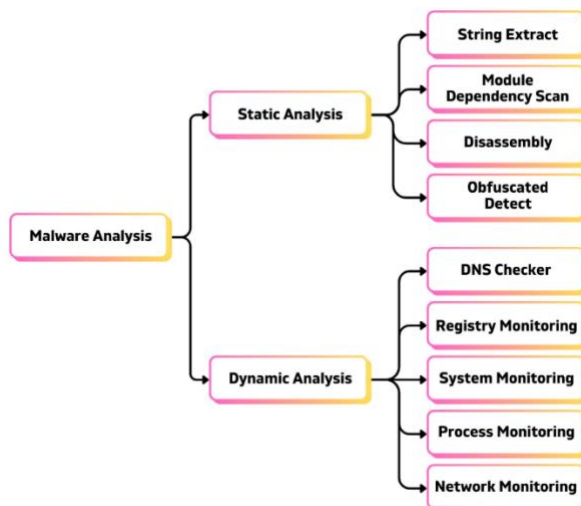 Malware Analysis
Static Analysis
String Extract
Module
Dependency Scan
Disassembly
Obfuscated
Detect
Dynamic Analysis
DNS Checker
Registry Monitoring
System Monitoring
Process Monitoring
Network Monitoring